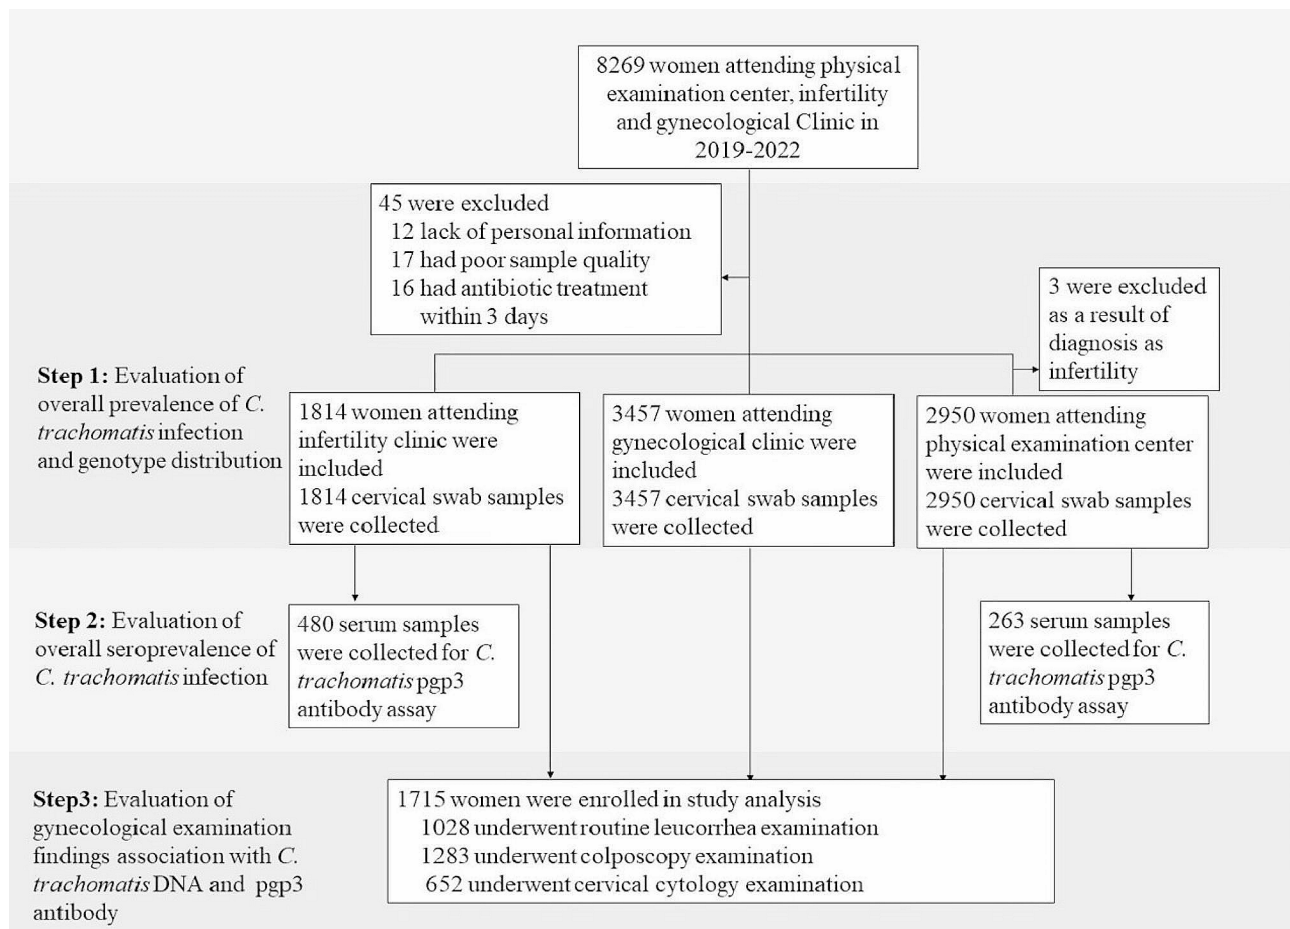 8269 women attending physical
examination center, infertility
and gynecological Clinic in
2019-2022
45 were excluded
12 lack of personal information
17 had poor sample quality
16 had antibiotic treatment
within 3 days
3 were excluded
as a result of
diagnosis as
infertility
Step 1: Evaluation of
overall prevalence of C.
trachomatis infection
and genotype distribution
1814 women attending
infertility clinic were
included
1814 cervical swab samples
were collected
3457 women attending
gynecological clinic were
included
3457 cervical swab samples
were collected
2950 women attending
physical examination center
were included
2950 cervical swab samples
were collected
Step 2: Evaluation of
overall seroprevalence of
C. trachomatis infection
480 serum samples
were collected for C.
trachomatis pgp3
antibody assay
263 serum samples
were collected for C.
trachomatis pgp3
antibody assay
Step3: Evaluation of
gynecological examination
findings association with C.
trachomatis DNA and pgp3
antibody
1715 women were enrolled in study analysis
1028 underwent routine leucorrhea examination
1283 underwent colposcopy examination
652 underwent cervical cytology examination